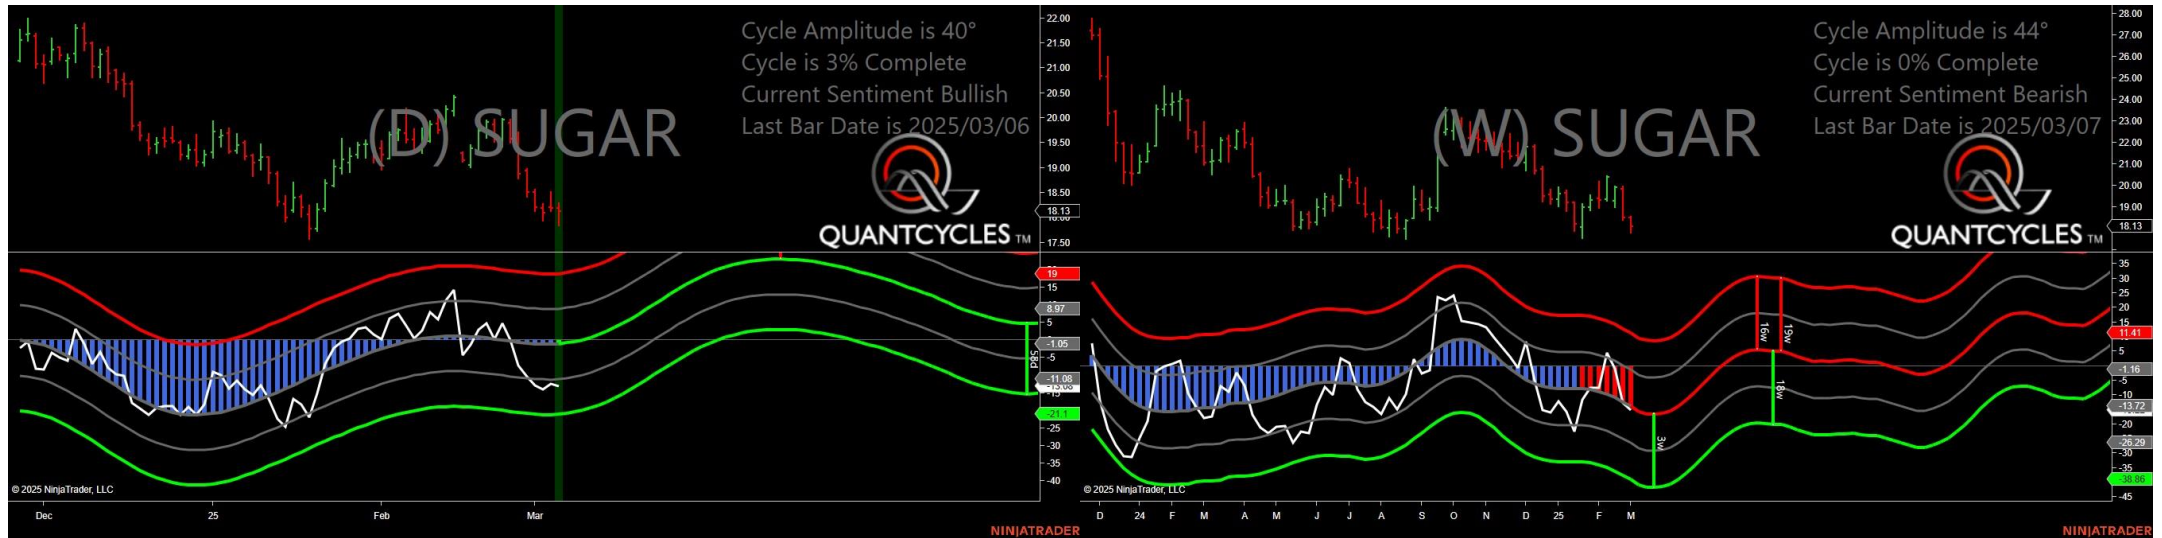 Cycle Amplitude is 40°
Cycle is 3% Complete
Current Sentiment Bullish
Last Bar Date is 2025/03/06
(D) SUGAR
QUANTCYCLES TM
22.00
21.50
21.00
20.50
20.00
19.50
19.00
18.50
18.13
17.50
19
15
8.97
5
-1.05
-5
-11.08
-21.1
-25
-30
-35
-40
58d
© 2025 NinjaTrader, LLC
Dec 25 Feb Mar
NINJATRADER
Cycle Amplitude is 44°
Cycle is 0% Complete
Current Sentiment Bearish
Last Bar Date is 2025/03/07
(W) SUGAR
QUANTCYCLES TM
28.00
27.00
26.00
25.00
24.00
23.00
22.00
21.00
20.00
19.00
18.13
35
30
25
20
15
11.41
5
-1.16
-5
-10
-13.72
-20
-26.29
-30
-35
-38.86
-45
16w
19w
18w
3w
© 2025 NinjaTrader, LLC
D 24 F M A M J J A S O N D 25 F M
NINJATRADER